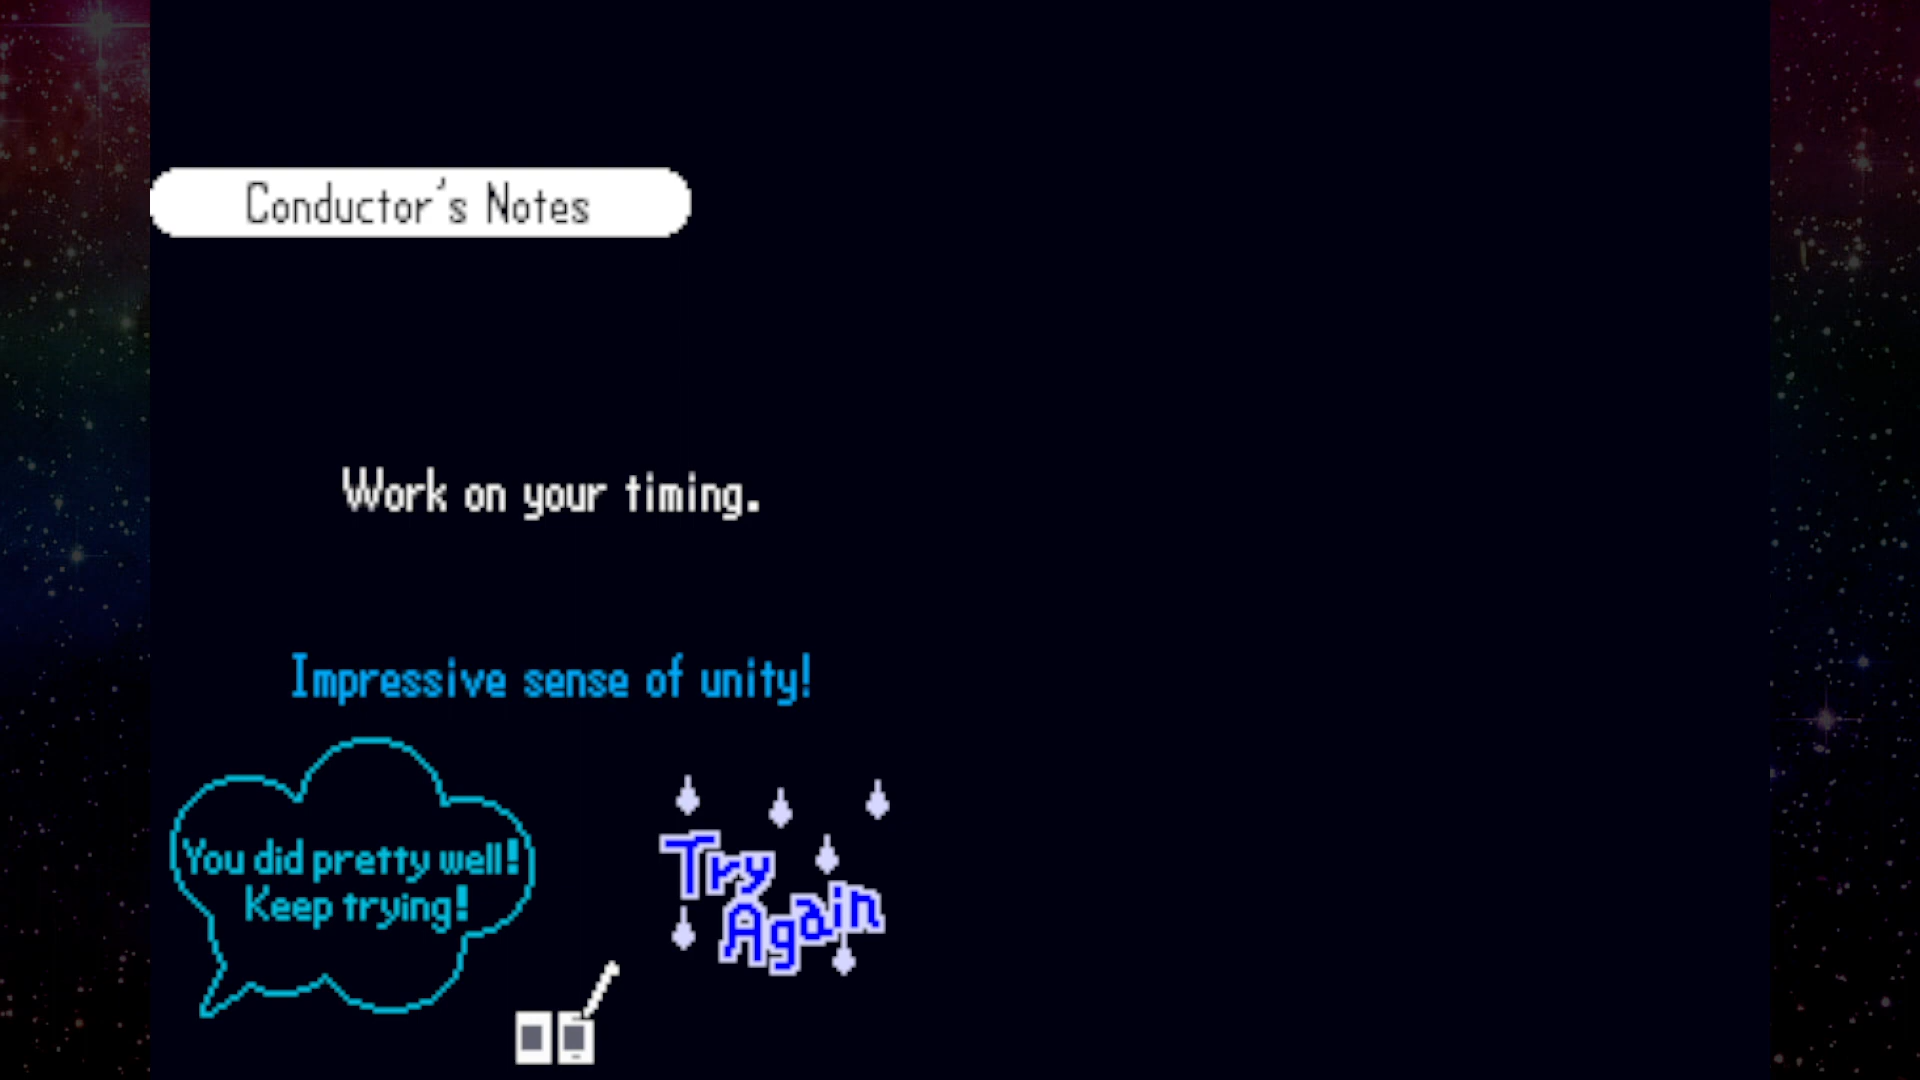 Conductor's Notes
Work on your timing.
Impressive sense of unity!
You did pretty well!
Keep trying!
Try
Again